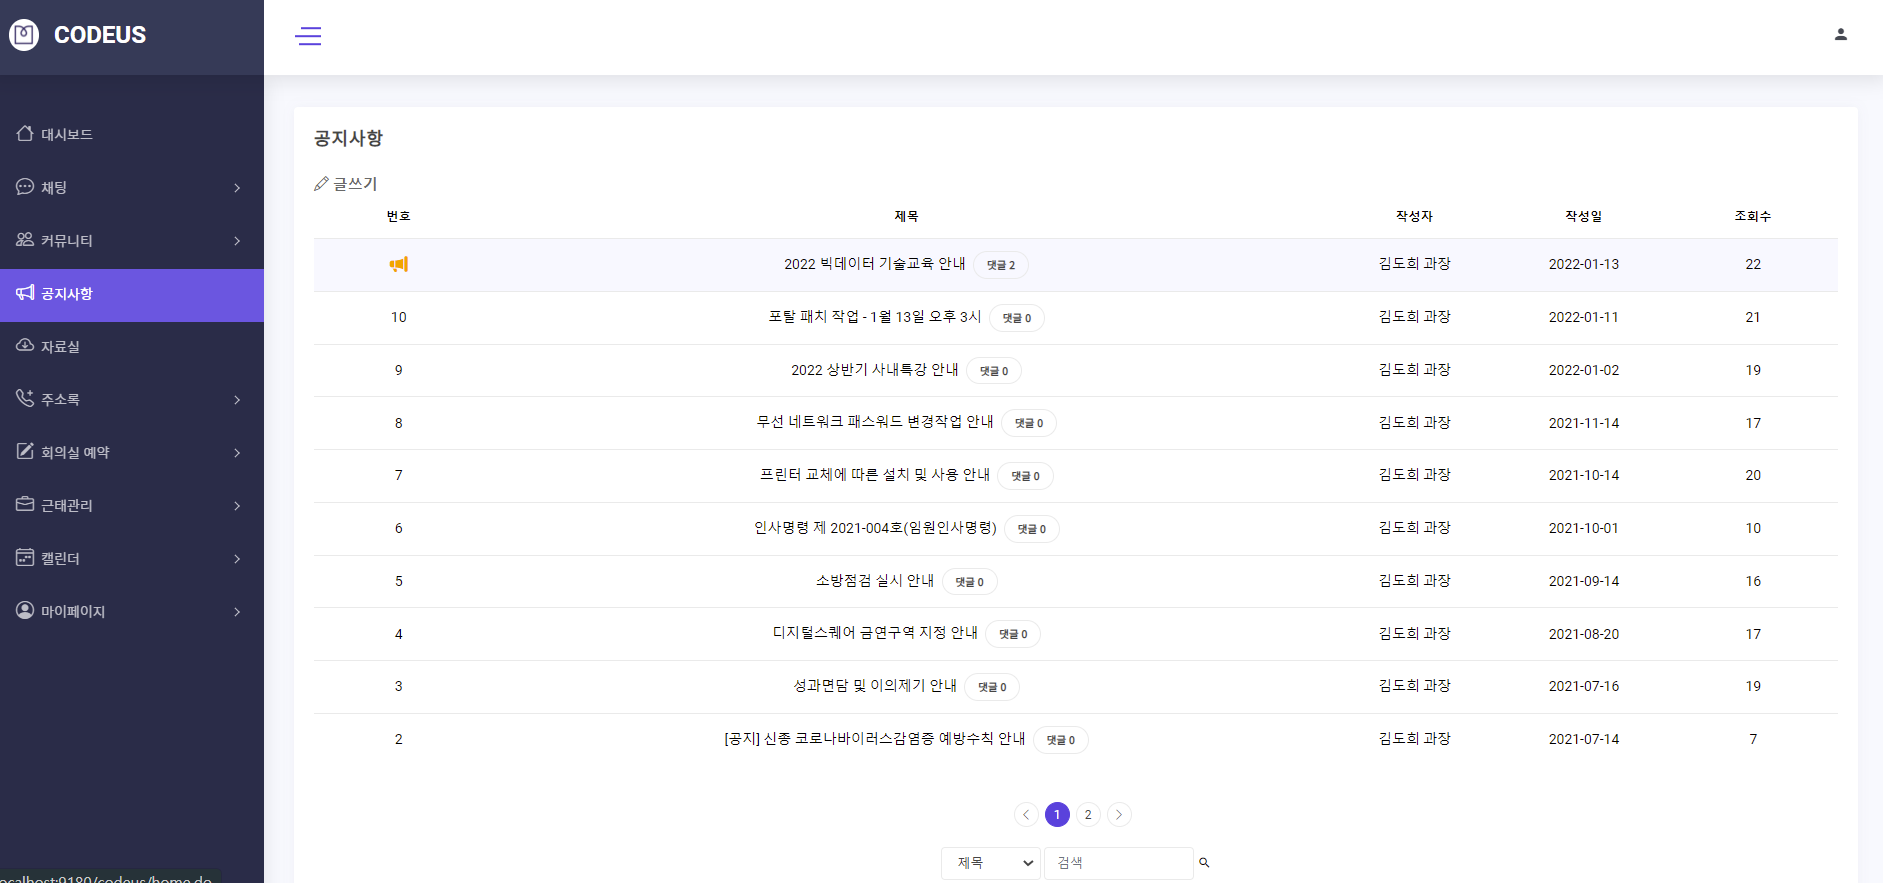 CODEUS
대시보드
채팅
커뮤니티
공지사항
자료실
주소록
회의실 예약
근태관리
캘린더
마이페이지
공지사항
글쓰기
번호 제목 작성자 작성일 조회수
2022 빅데이터 기술교육 안내 댓글 2 김도희 과장 2022-01-13 22
10 포탈 패치 작업 - 1월 13일 오후 3시 댓글 0 김도희 과장 2022-01-11 21
9 2022 상반기 사내특강 안내 댓글 0 김도희 과장 2022-01-02 19
8 무선 네트워크 패스워드 변경작업 안내 댓글 0 김도희 과장 2021-11-14 17
7 프린터 교체에 따른 설치 및 사용 안내 댓글 0 김도희 과장 2021-10-14 20
6 인사명령 제 2021-004호(임원인사명령) 댓글 0 김도희 과장 2021-10-01 10
5 소방점검 실시 안내 댓글 0 김도희 과장 2021-09-14 16
4 디지털스퀘어 금연구역 지정 안내 댓글 0 김도희 과장 2021-08-20 17
3 성과면담 및 이의제기 안내 댓글 0 김도희 과장 2021-07-16 19
2 [공지] 신종 코로나바이러스감염증 예방수칙 안내 댓글 0 김도희 과장 2021-07-14 7
1 2
제목 검색
ocalhost:9180/codeus/home.do